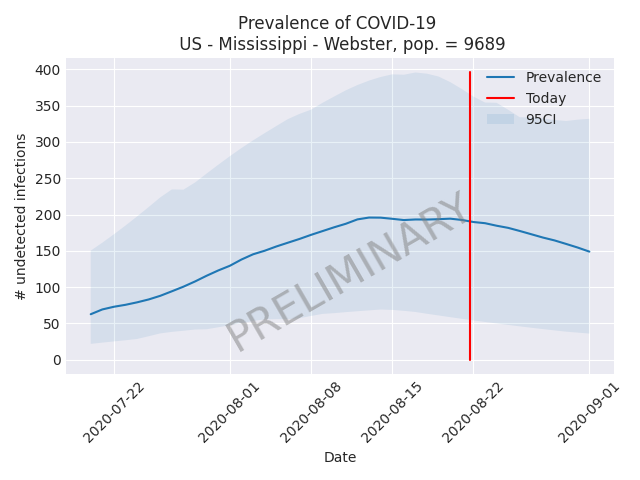 Prevalence of COVID-19
US - Mississippi - Webster, pop. = 9689
400
350
300
250
200
150
100
50
0
# undetected infections
Prevalence
Today
95CI
PRELIMINARY
2020-07-22
2020-08-01
2020-08-08
2020-08-15
2020-08-22
2020-09-01
Date